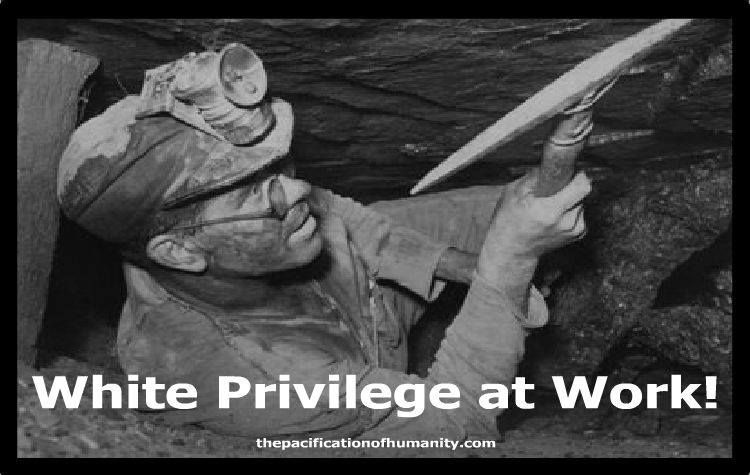 White Privilege at Work!
thepacificationofhumanity.com